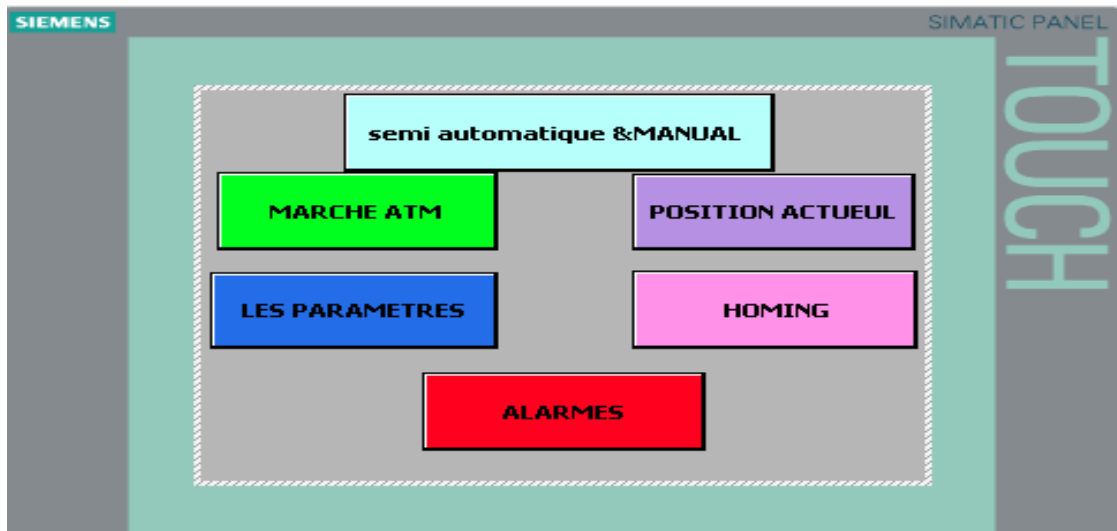 SIEMENS
SIMATIC PANEL
TOUCH
semi automatique &MANUAL
MARCHE ATM
POSITION ACTUEUL
LES PARAMETRES
HOMING
ALARMES